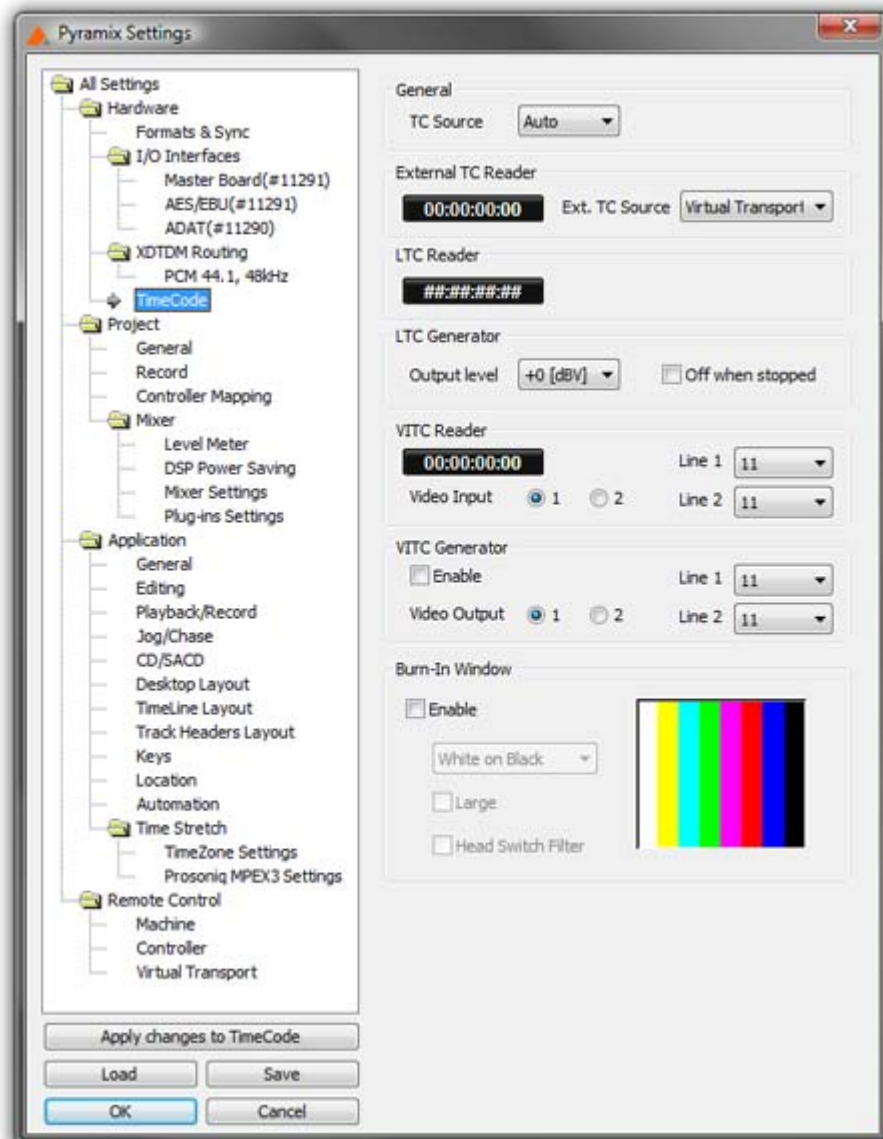 Pyramix Settings
All Settings
Hardware
Formats & Sync
I/O Interfaces
Master Board(#11291)
AES/EBU(#11291)
ADAT(#11290)
XDTDM Routing
PCM 44.1, 48kHz
TimeCode
Project
General
Record
Controller Mapping
Mixer
Level Meter
DSP Power Saving
Mixer Settings
Plug-ins Settings
Application
General
Editing
Playback/Record
Jog/Chase
CD/SACD
Desktop Layout
TimeLine Layout
Track Headers Layout
Keys
Location
Automation
Time Stretch
TimeZone Settings
Prosoniq MPEX3 Settings
Remote Control
Machine
Controller
Virtual Transport
Apply changes to TimeCode
Load Save
OK Cancel
General
TC Source Auto
External TC Reader
00:00:00:00 Ext. TC Source Virtual Transport
LTC Reader
##:##:##:##
LTC Generator
Output level +0 [dBV] Off when stopped
VITC Reader
00:00:00:00 Line 1 11
Video Input 1 2 Line 2 11
VITC Generator
Enable Line 1 11
Video Output 1 2 Line 2 11
Burn-In Window
Enable
White on Black
Large
Head Switch Filter